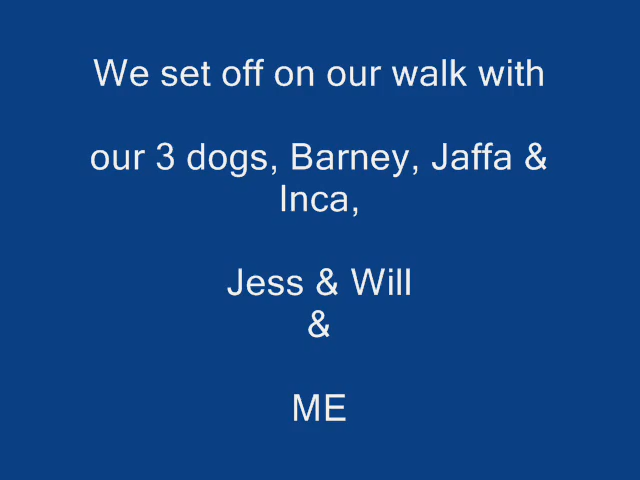 We set off on our walk with
our 3 dogs, Barney, Jaffa &
Inca,
Jess & Will
&
ME